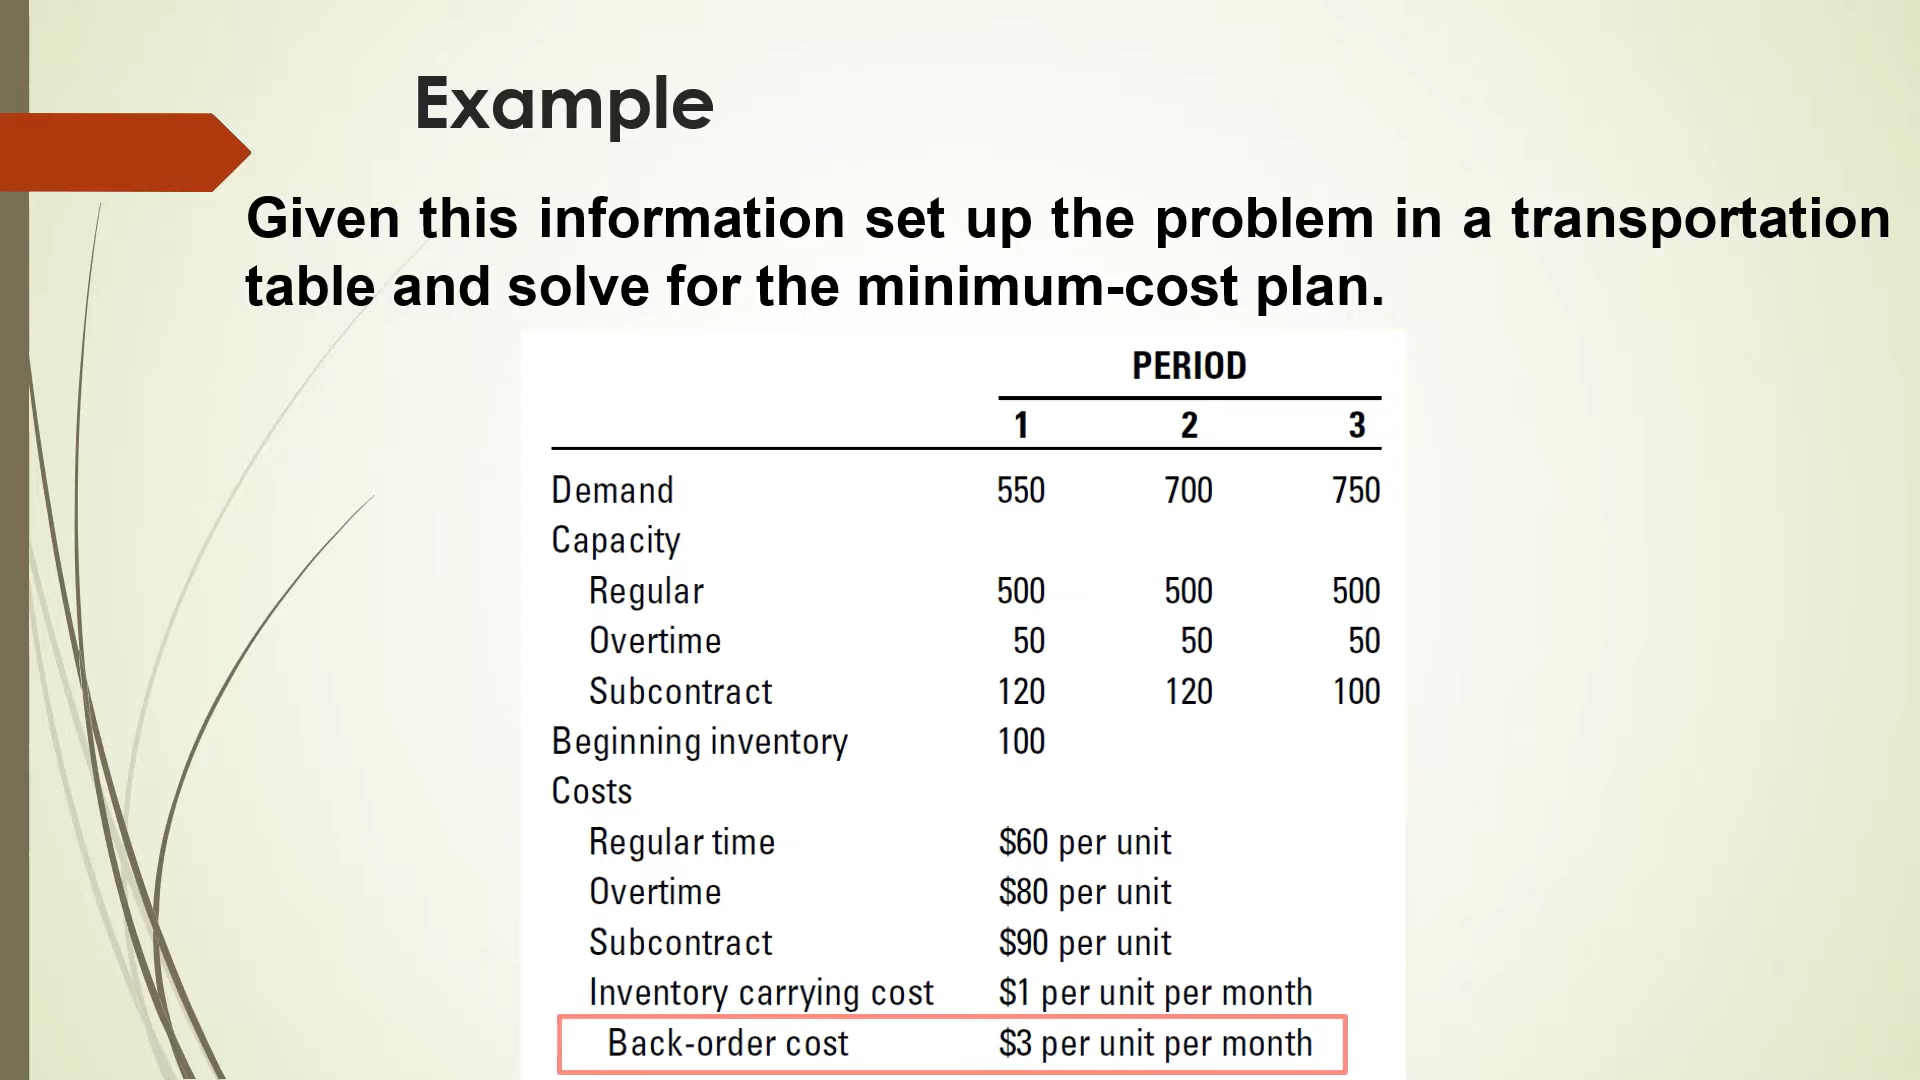 Example
Given this information set up the problem in a transportation
table and solve for the minimum-cost plan.
PERIOD
1 2 3
Demand 550 700 750
Capacity
Regular 500 500 500
Overtime 50 50 50
Subcontract 120 120 100
Beginning inventory 100
Costs
Regular time $60 per unit
Overtime $80 per unit
Subcontract $90 per unit
Inventory carrying cost $1 per unit per month
Back-order cost $3 per unit per month